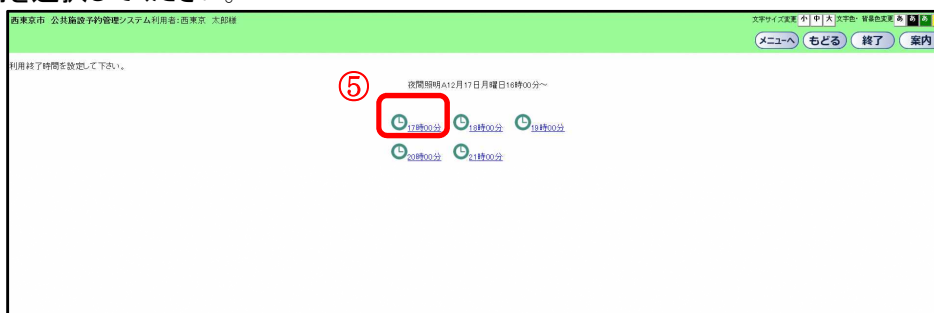 を選択してください。
西東京市 公共施設予約管理システム利用者:西東京 太郎様
文字サイズ変更 小 中 大 文字色・背景色変更 あ あ あ
メニューへ もどる 終了 案内
利用終了時間を設定して下さい。
⑤
夜間照明A12月17日月曜日16時00分～
17時00分 18時00分 19時00分
20時00分 21時00分